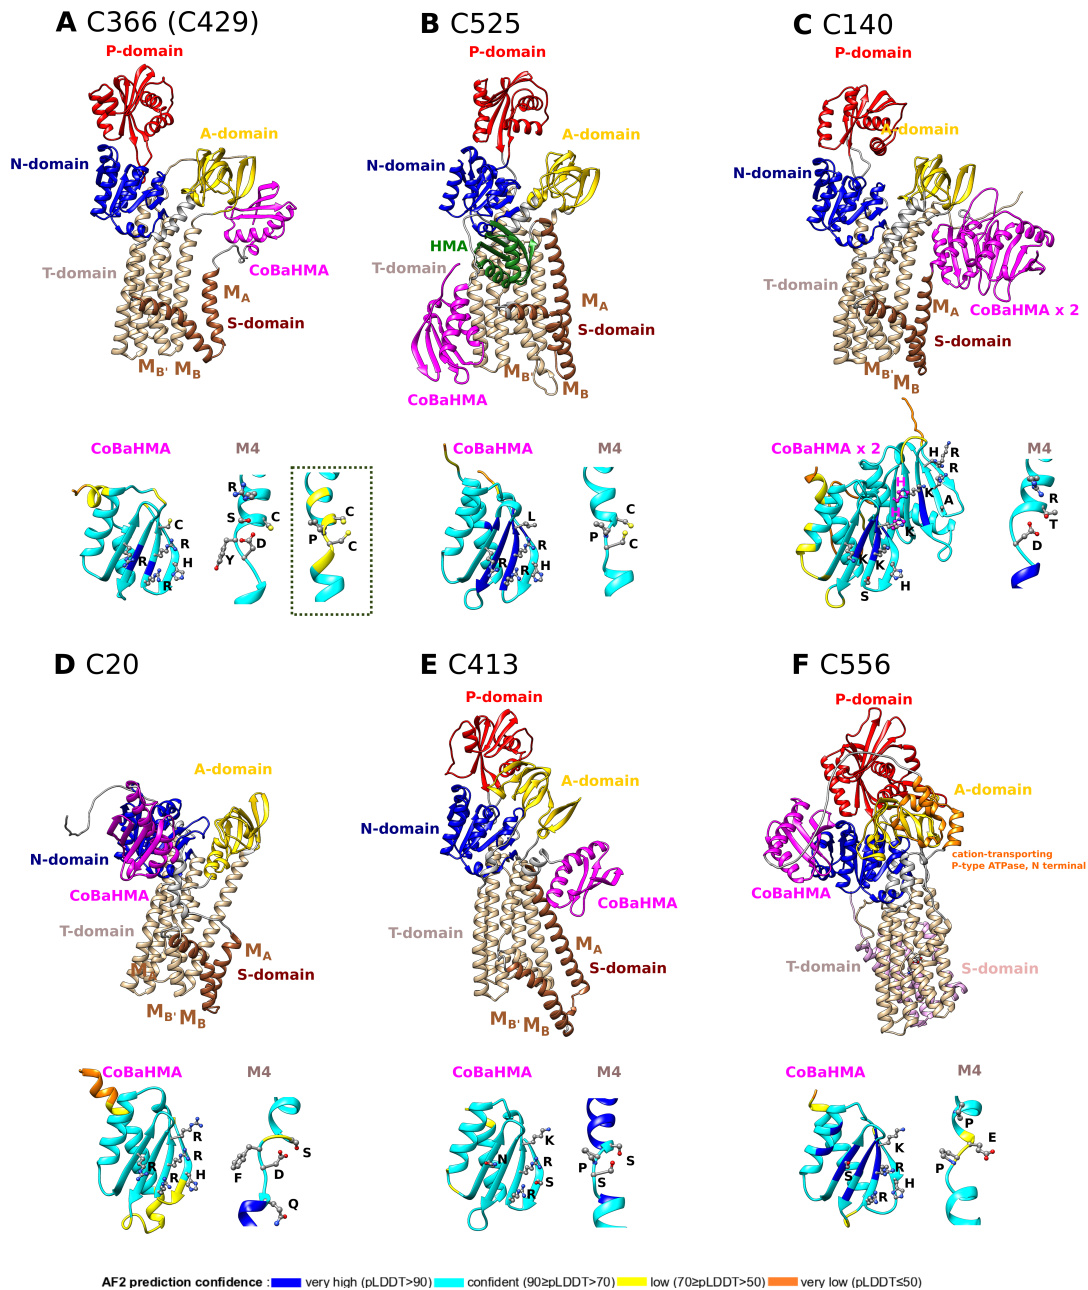 A C366 (C429)
P-domain
A-domain
N-domain
T-domain
CoBaHMA
MA
S-domain
MB' MB
CoBaHMA
M4
R
S
C
D
Y
C
R
R
H
R
C
P
C
B C525
P-domain
A-domain
N-domain
HMA
T-domain
MA
S-domain
MB'
MB
CoBaHMA
CoBaHMA
M4
L
R
R
R
H
C
P
C
C C140
P-domain
A-domain
N-domain
T-domain
MA
CoBaHMA x 2
S-domain
MB'
MB
CoBaHMA x 2
M4
H
R
R
H
K
A
K
K
K
H
S
R
T
D
D C20
A-domain
N-domain
CoBaHMA
T-domain
MA
S-domain
MB' MB
CoBaHMA
M4
R
R
R
R
H
S
F
D
Q
E C413
P-domain
A-domain
N-domain
CoBaHMA
T-domain
MA
S-domain
MB' MB
CoBaHMA
M4
K
N
R
S
R
P
S
S
F C556
P-domain
A-domain
cation-transporting
P-type ATPase, N terminal
CoBaHMA
T-domain
S-domain
CoBaHMA
M4
K
S
R
H
R
P
E
P
AF2 prediction confidence : very high (pLDDT>90) confident (90≥pLDDT>70) low (70≥pLDDT>50) very low (pLDDT≤50)